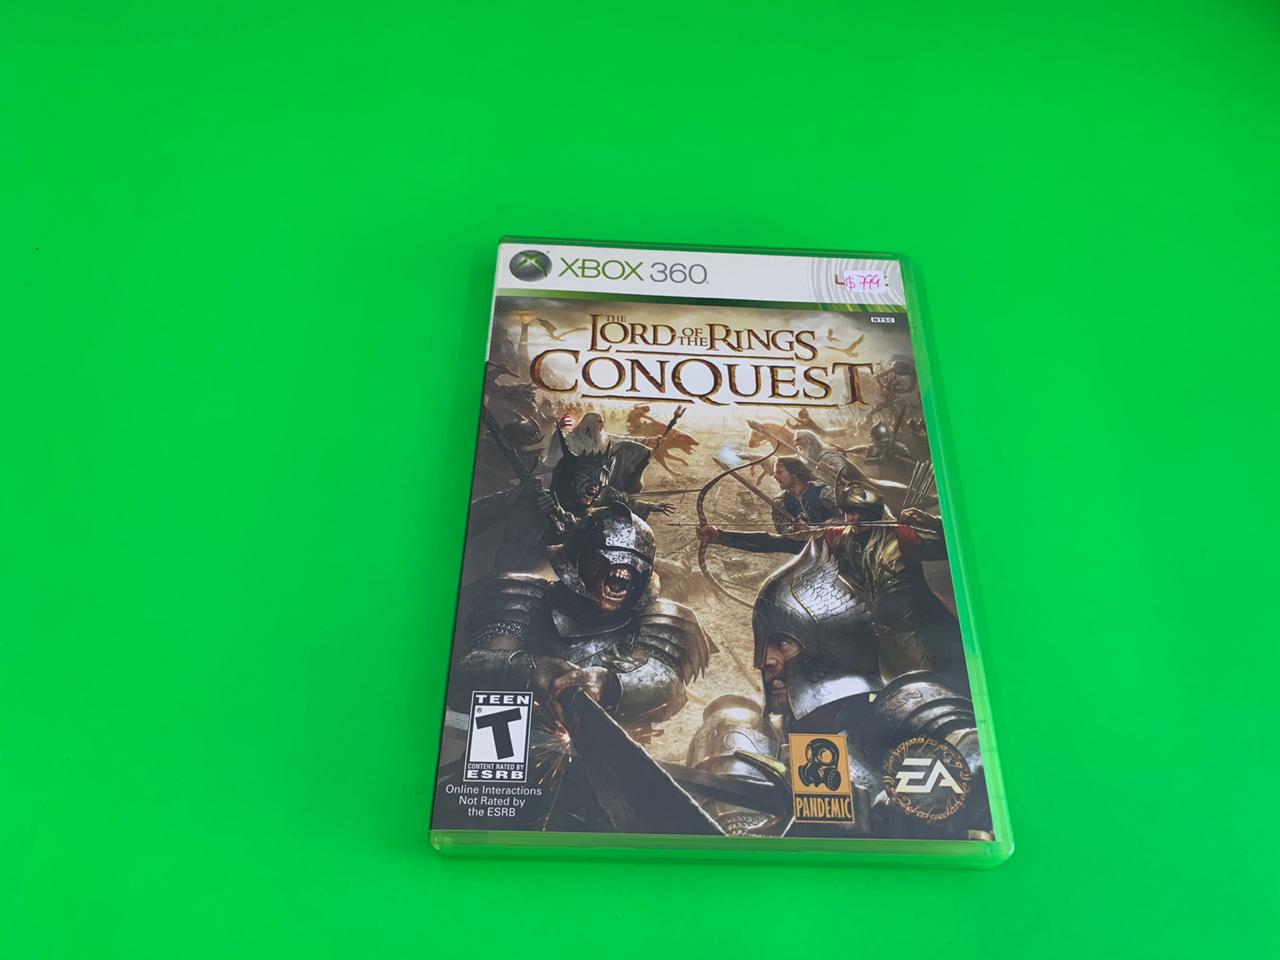 XBOX 360.
$799
NTSC
THE
LORD OF THE RINGS
CONQUEST
TEEN
T
CONTENT RATED BY
ESRB
Online Interactions
Not Rated by
the ESRB
PANDEMIC
EA